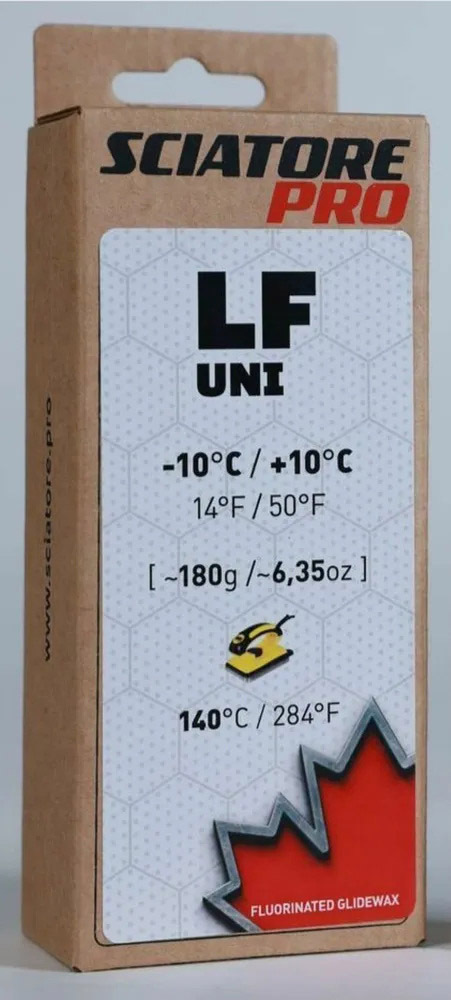 SCIATORE
PRO
LF
UNI
-10°C / +10°C
14°F / 50°F
[ ~180g /~6,35oz ]
140°C / 284°F
FLUORINATED GLIDEWAX
www.sciatore.pro